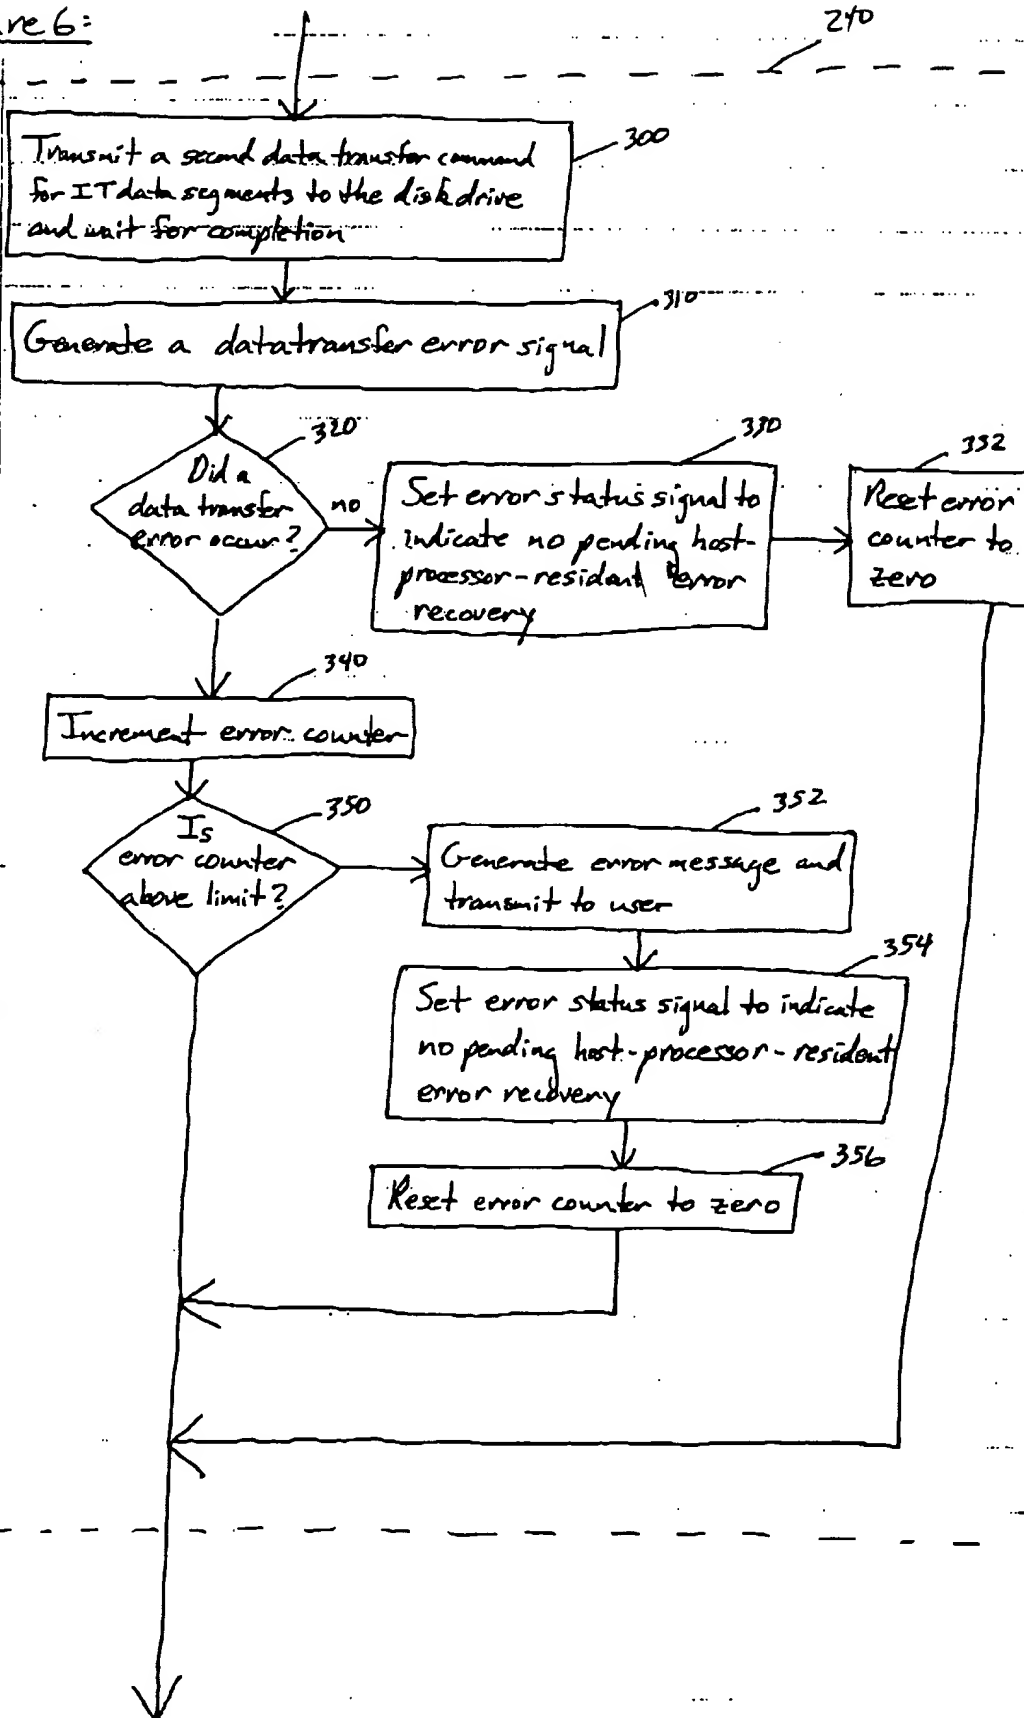 re 6:
240
300
Transmit a second data transfer command
for IT data segments to the disk drive
and wait for completion
310
Generate a data transfer error signal
320
Did a
data transfer
error occur?
no
330
Set error status signal to
indicate no pending host-
processor-resident error
recovery
332
Reset error
counter to
zero
340
Increment error counter
350
Is
error counter
above limit?
352
Generate error message and
transmit to user
354
Set error status signal to indicate
no pending host-processor-resident
error recovery
356
Reset error counter to zero